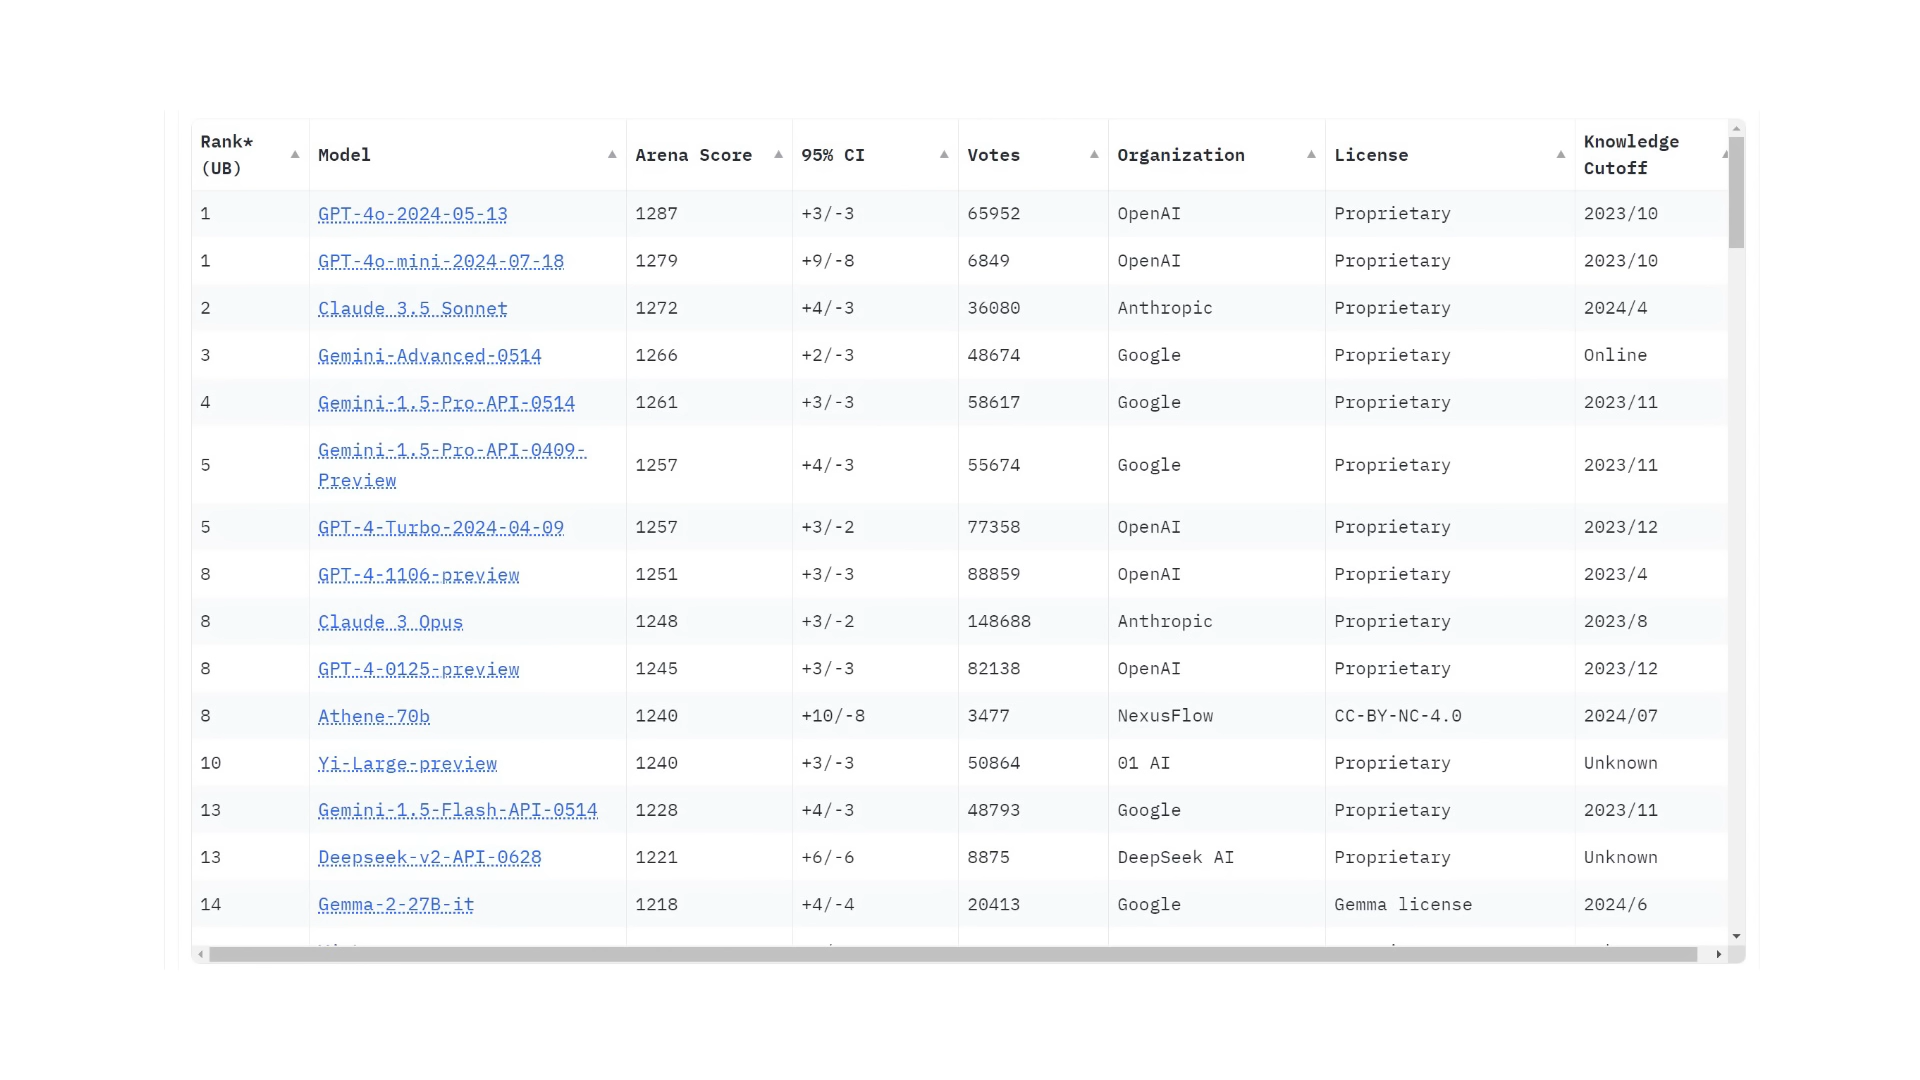 Rank* (UB) Model Arena Score 95% CI Votes Organization License Knowledge Cutoff
1 GPT-4o-2024-05-13 1287 +3/-3 65952 OpenAI Proprietary 2023/10
1 GPT-4o-mini-2024-07-18 1279 +9/-8 6849 OpenAI Proprietary 2023/10
2 Claude 3.5 Sonnet 1272 +4/-3 36080 Anthropic Proprietary 2024/4
3 Gemini-Advanced-0514 1266 +2/-3 48674 Google Proprietary Online
4 Gemini-1.5-Pro-API-0514 1261 +3/-3 58617 Google Proprietary 2023/11
5 Gemini-1.5-Pro-API-0409-Preview 1257 +4/-3 55674 Google Proprietary 2023/11
5 GPT-4-Turbo-2024-04-09 1257 +3/-2 77358 OpenAI Proprietary 2023/12
8 GPT-4-1106-preview 1251 +3/-3 88859 OpenAI Proprietary 2023/4
8 Claude 3 Opus 1248 +3/-2 148688 Anthropic Proprietary 2023/8
8 GPT-4-0125-preview 1245 +3/-3 82138 OpenAI Proprietary 2023/12
8 Athene-70b 1240 +10/-8 3477 NexusFlow CC-BY-NC-4.0 2024/07
10 Yi-Large-preview 1240 +3/-3 50864 01 AI Proprietary Unknown
13 Gemini-1.5-Flash-API-0514 1228 +4/-3 48793 Google Proprietary 2023/11
13 Deepseek-v2-API-0628 1221 +6/-6 8875 DeepSeek AI Proprietary Unknown
14 Gemma-2-27B-it 1218 +4/-4 20413 Google Gemma license 2024/6